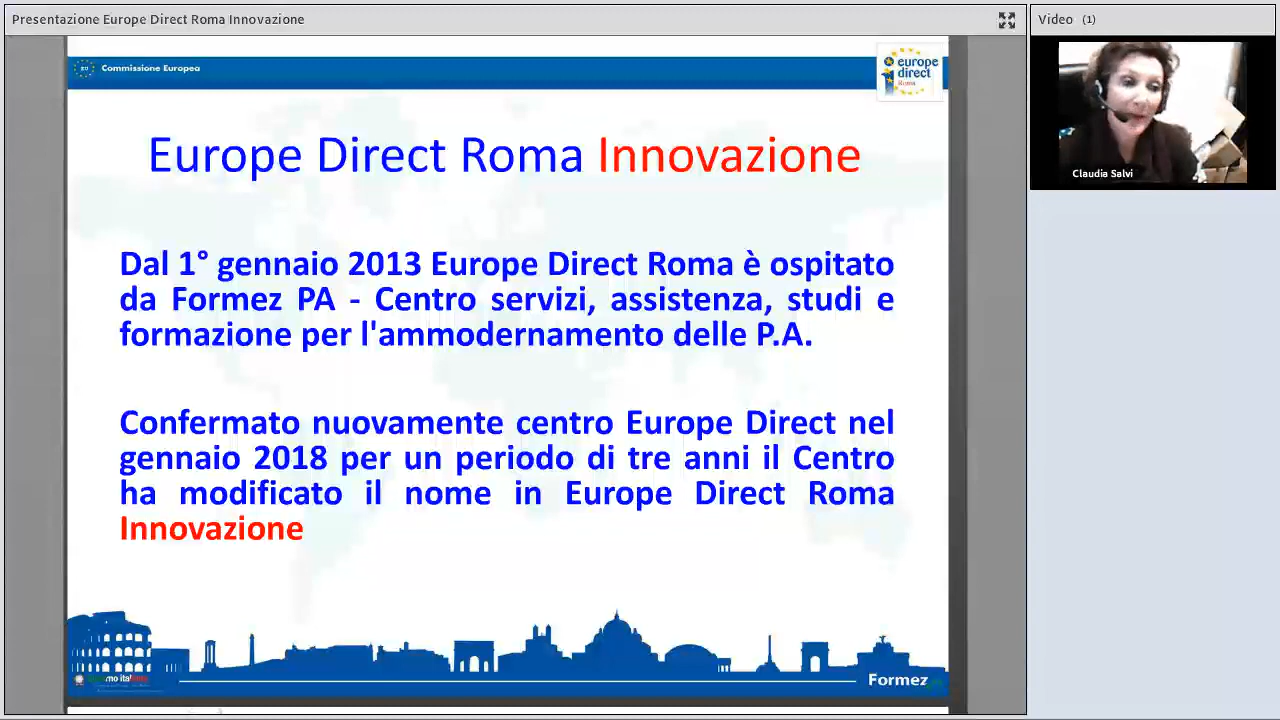 Presentazione Europe Direct Roma Innovazione
Video (1)
EU Commissione Europea
europe
direct
Roma
Claudia Salvi
Europe Direct Roma Innovazione
Dal 1° gennaio 2013 Europe Direct Roma è ospitato
da Formez PA - Centro servizi, assistenza, studi e
formazione per l'ammodernamento delle P.A.
Confermato nuovamente centro Europe Direct nel
gennaio 2018 per un periodo di tre anni il Centro
ha modificato il nome in Europe Direct Roma
Innovazione
Formez